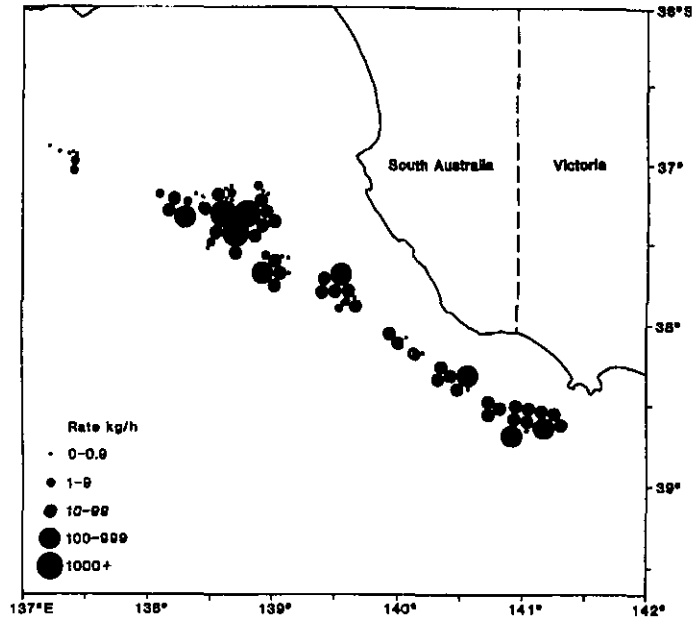 36°S
37°
South Australia
Victoria
38°
Rate kg/h
0-0.9
1-9
10-99
100-999
1000+
39°
137°E
138°
139°
140°
141°
142°